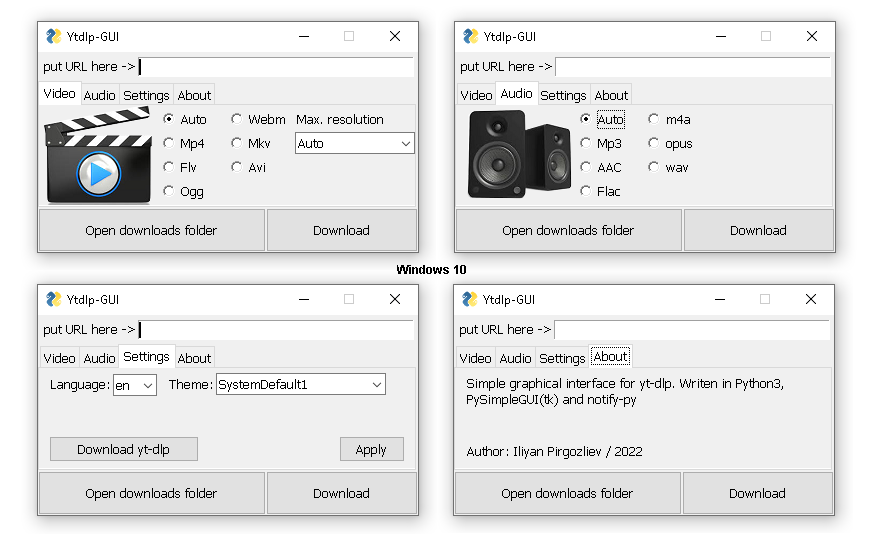 Ytdlp-GUI
put URL here ->
Video Audio Settings About
Auto Webm Max. resolution
Mp4 Mkv Auto
Flv Avi
Ogg
Open downloads folder Download
Ytdlp-GUI
put URL here ->
Video Audio Settings About
Auto m4a
Mp3 opus
AAC wav
Flac
Open downloads folder Download
Windows 10
Ytdlp-GUI
put URL here ->
Video Audio Settings About
Language: en Theme: SystemDefault1
Download yt-dlp Apply
Open downloads folder Download
Ytdlp-GUI
put URL here ->
Video Audio Settings About
Simple graphical interface for yt-dlp. Writen in Python3,
PySimpleGUI(tk) and notify-py
Author: Iliyan Pirgozliev / 2022
Open downloads folder Download